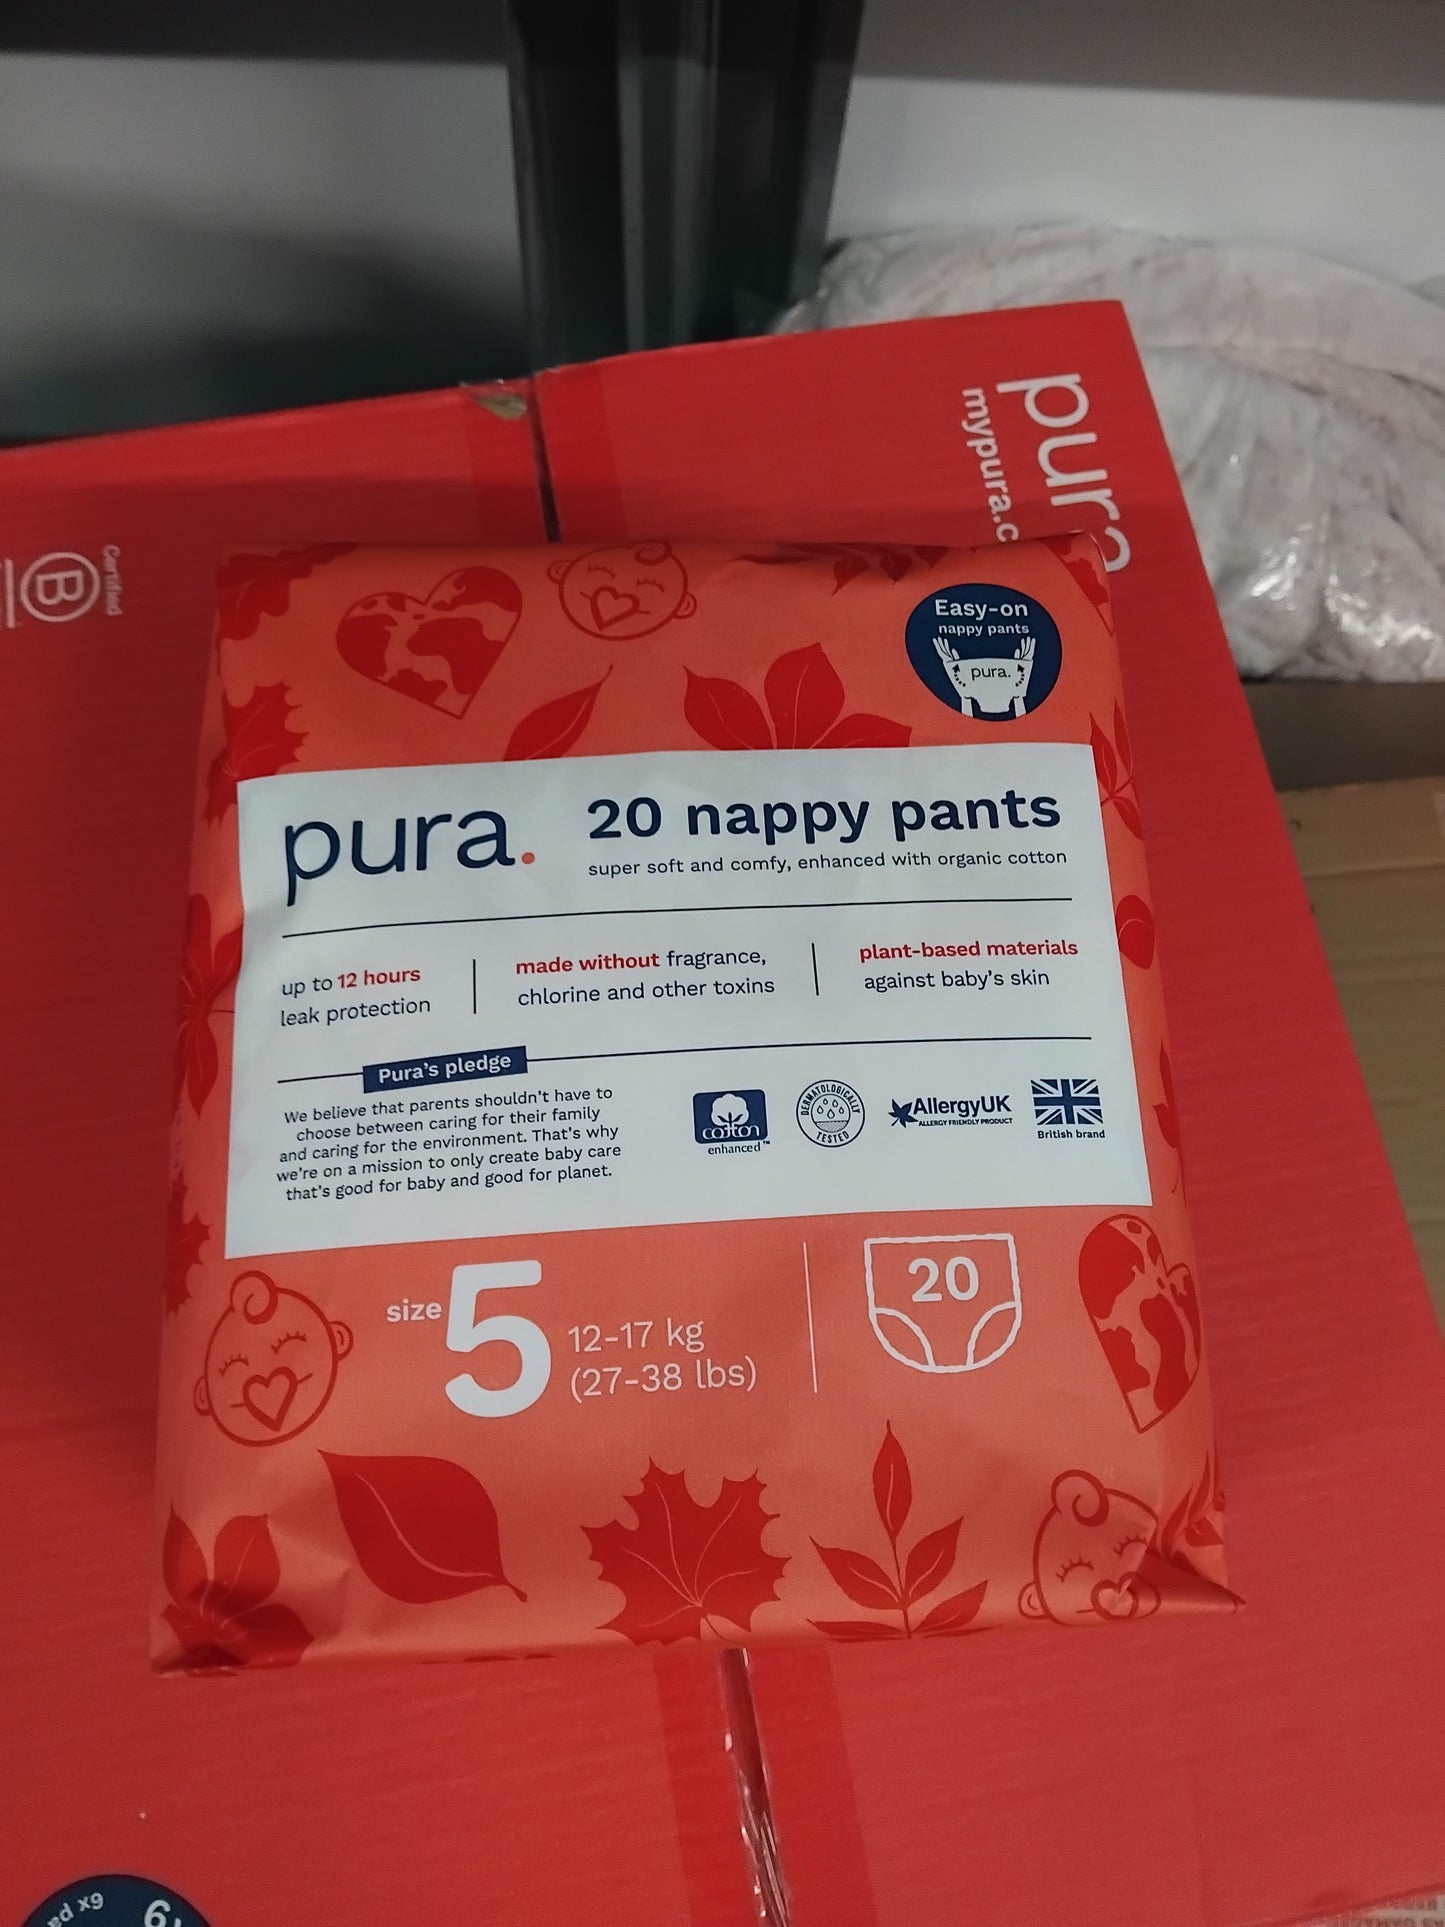 pura
mypura.c
Certified
B
Easy-on
nappy pants
pura.
pura.
20 nappy pants
super soft and comfy, enhanced with organic cotton
up to 12 hours
leak protection
made without fragrance,
chlorine and other toxins
plant-based materials
against baby's skin
Pura's pledge
We believe that parents shouldn't have to
choose between caring for their family
and caring for the environment. That's why
we're on a mission to only create baby care
that's good for baby and good for planet.
cotton
enhanced™
DERMATOLOGICALLY
TESTED
AllergyUK
ALLERGY FRIENDLY PRODUCT
British brand
size 5
12-17 kg
(27-38 lbs)
20
6x